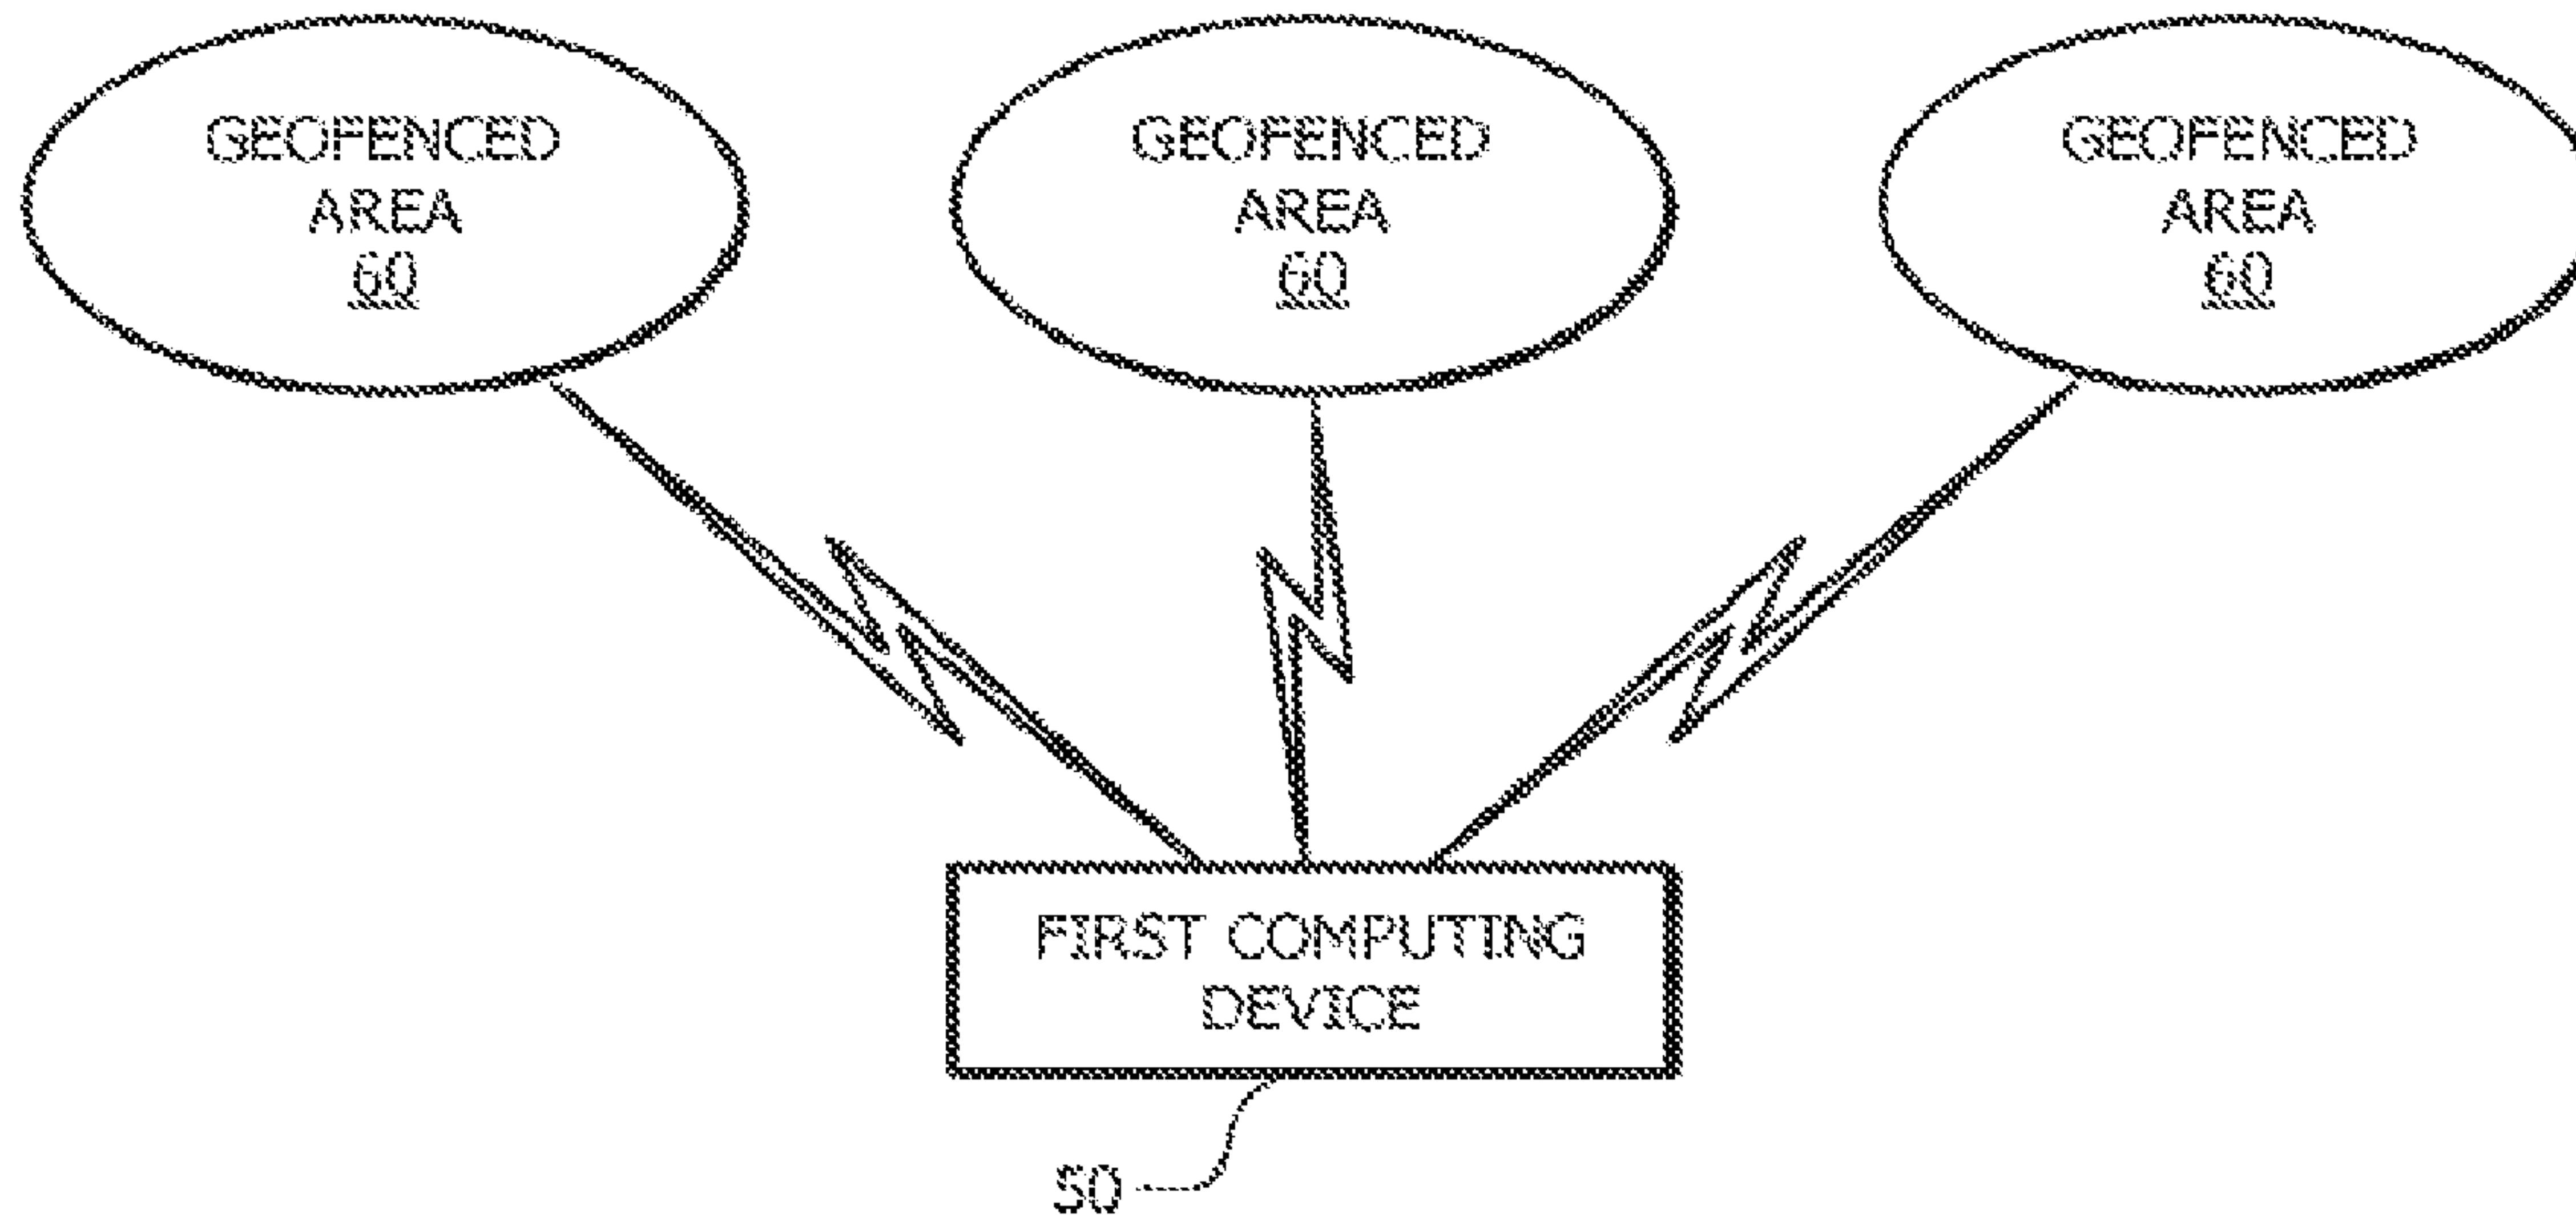 GEOFENCED
AREA
60
GEOFENCED
AREA
60
GEOFENCED
AREA
60
FIRST COMPUTING
DEVICE
50